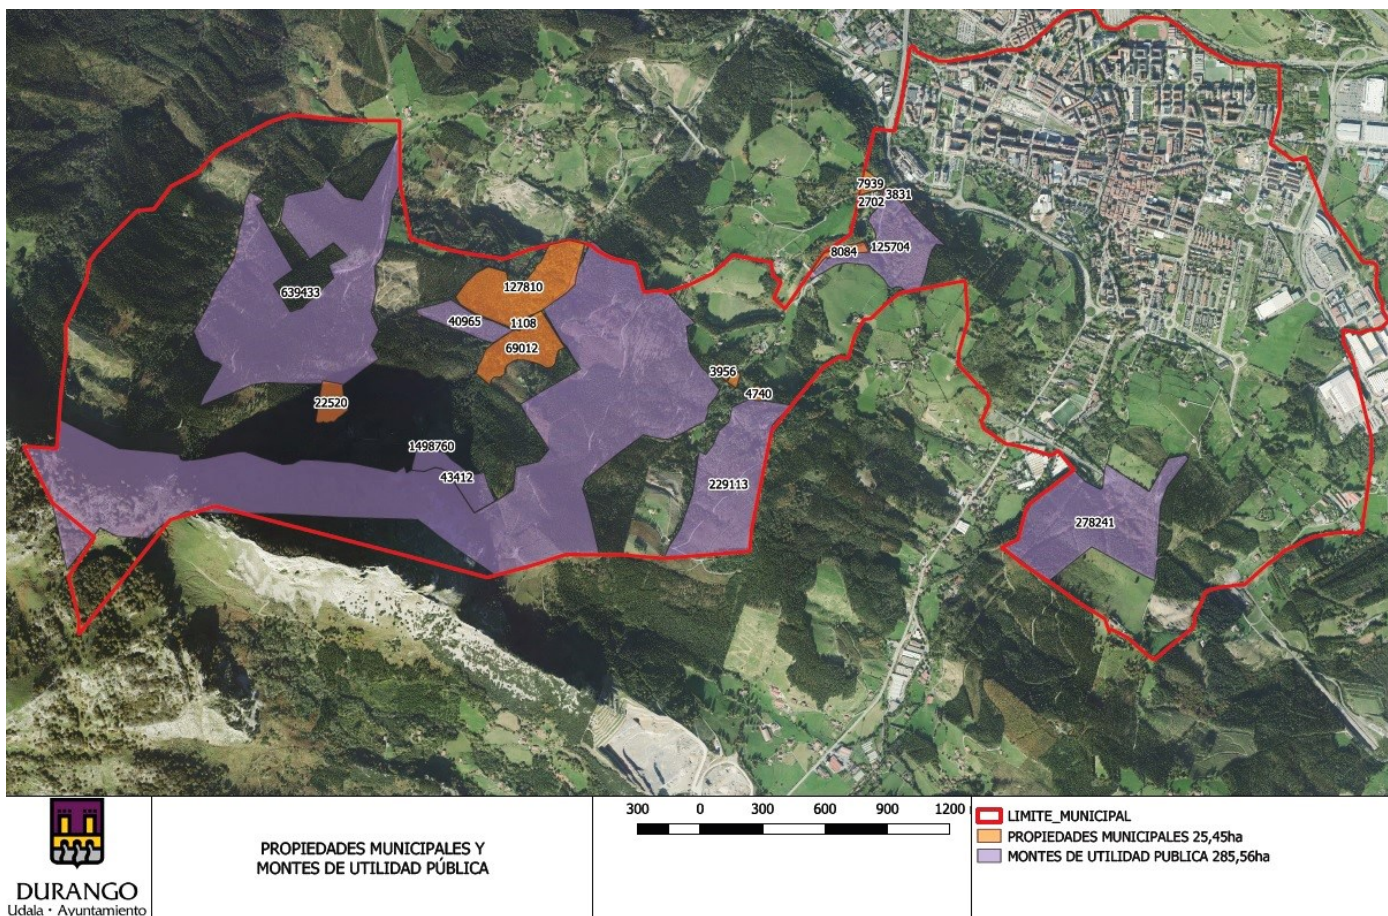 7939
3831
2702
8084
125704
639433
127810
40965
1108
69012
3956
4740
22520
1498760
43412
229113
278241
DURANGO
Udala · Ayuntamiento
PROPIEDADES MUNICIPALES Y
MONTES DE UTILIDAD PÚBLICA
300 0 300 600 900 1200
LIMITE_MUNICIPAL
PROPIEDADES MUNICIPALES 25,45ha
MONTES DE UTILIDAD PUBLICA 285,56ha